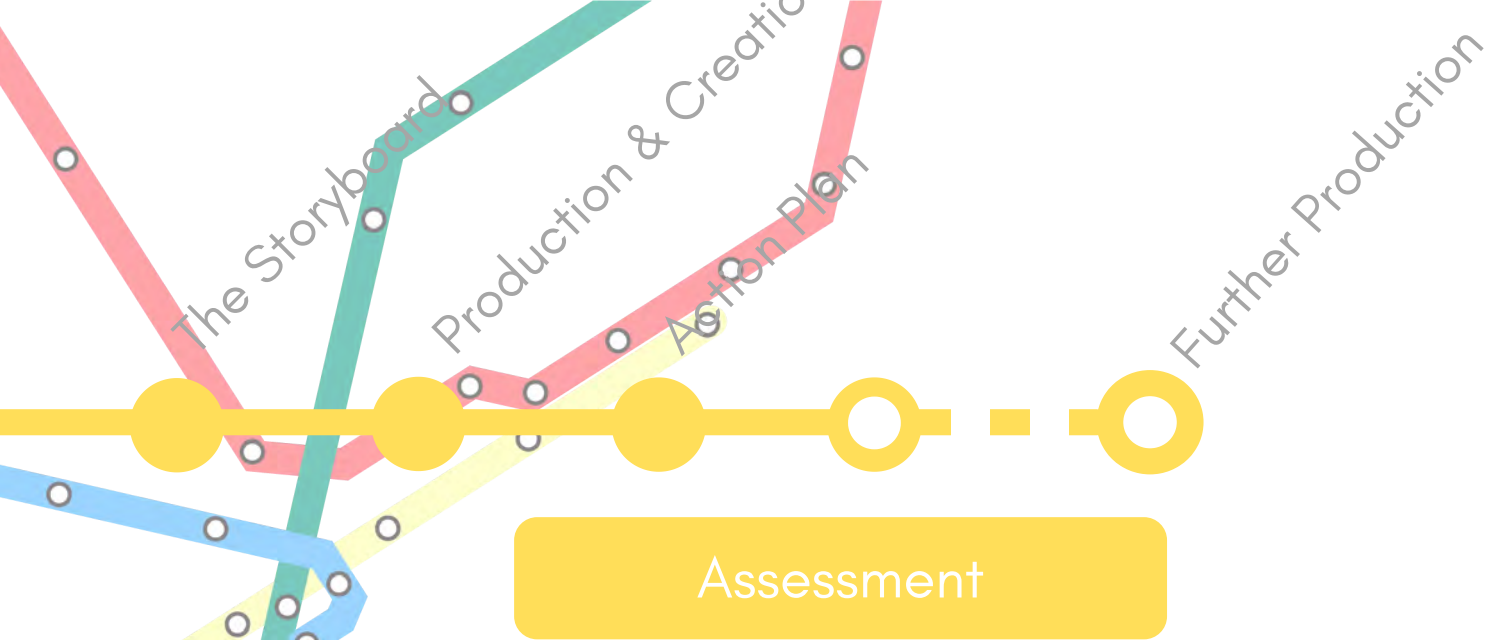 The Storyboard
Production & Creatio
Action Plan
Further Production
Assessment